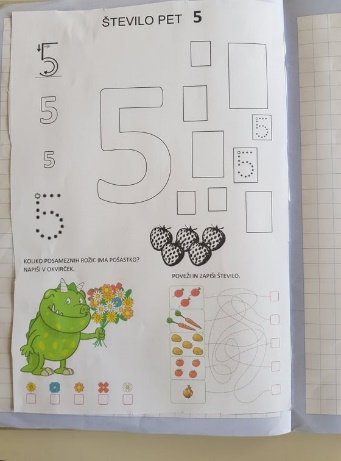 ŠTEVILO PET 5
5
5
5
5
5
5
5
KOLIKO POSAMEZNIH ROŽIC IMA POŠASTKO?
NAPIŠI V OKVIRČEK.
POVEŽI IN ZAPIŠI ŠTEVILO.